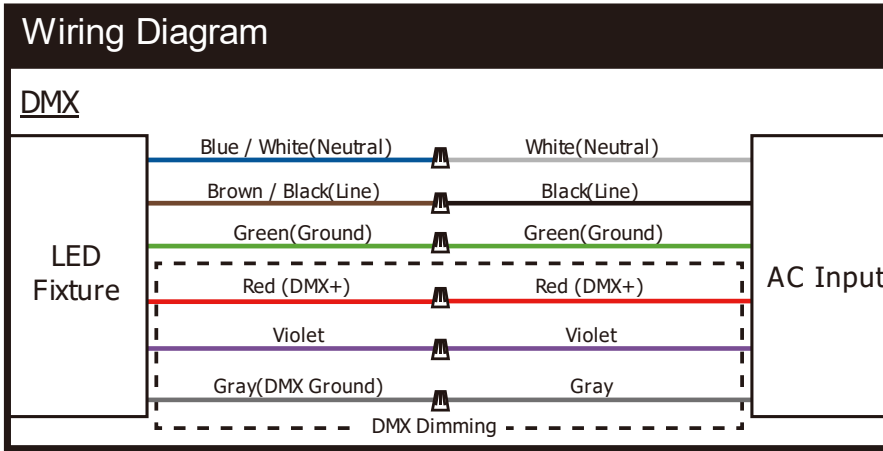 Wiring Diagram
DMX
Blue / White(Neutral) White(Neutral)
Brown / Black(Line) Black(Line)
Green(Ground) Green(Ground)
LED
Fixture
Red (DMX+) Red (DMX+)
AC Input
Violet Violet
Gray(DMX Ground) Gray
DMX Dimming